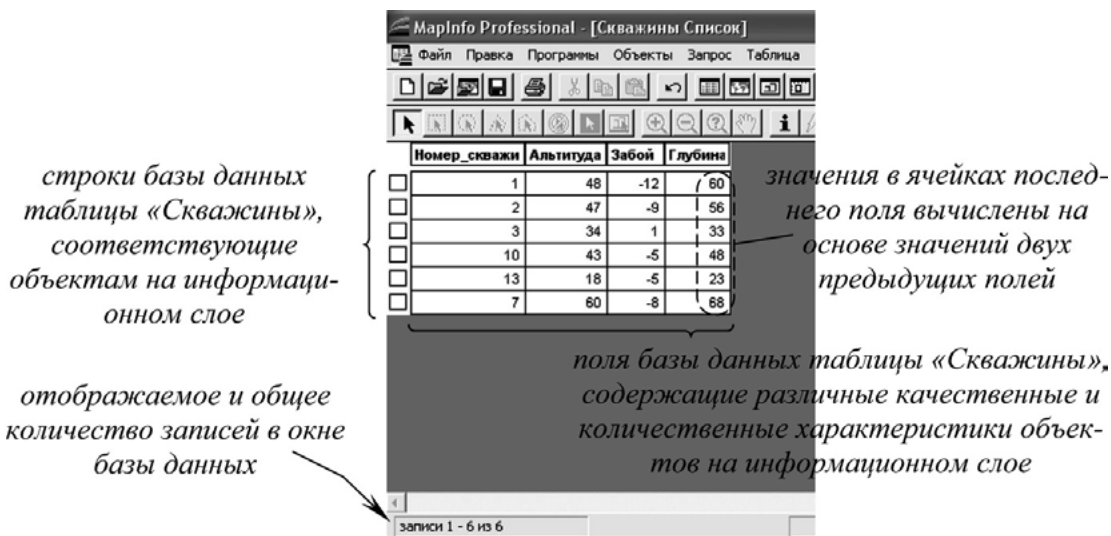 MapInfo Professional - [Скважины Список]
Файл Правка Программы Объекты Запрос Таблица
Номер_скважи Альтитуда Забой Глубина
1 48 -12 60
2 47 -9 56
3 34 1 33
10 43 -5 48
13 18 -5 23
7 60 -8 68
строки базы данных
таблицы «Скважины»,
соответствующие
объектам на информаци-
онном слое
значения в ячейках послед-
него поля вычислены на
основе значений двух
предыдущих полей
поля базы данных таблицы «Скважины»,
содержащие различные качественные и
количественные характеристики объек-
тов на информационном слое
отображаемое и общее
количество записей в окне
базы данных
записи 1 - 6 из 6